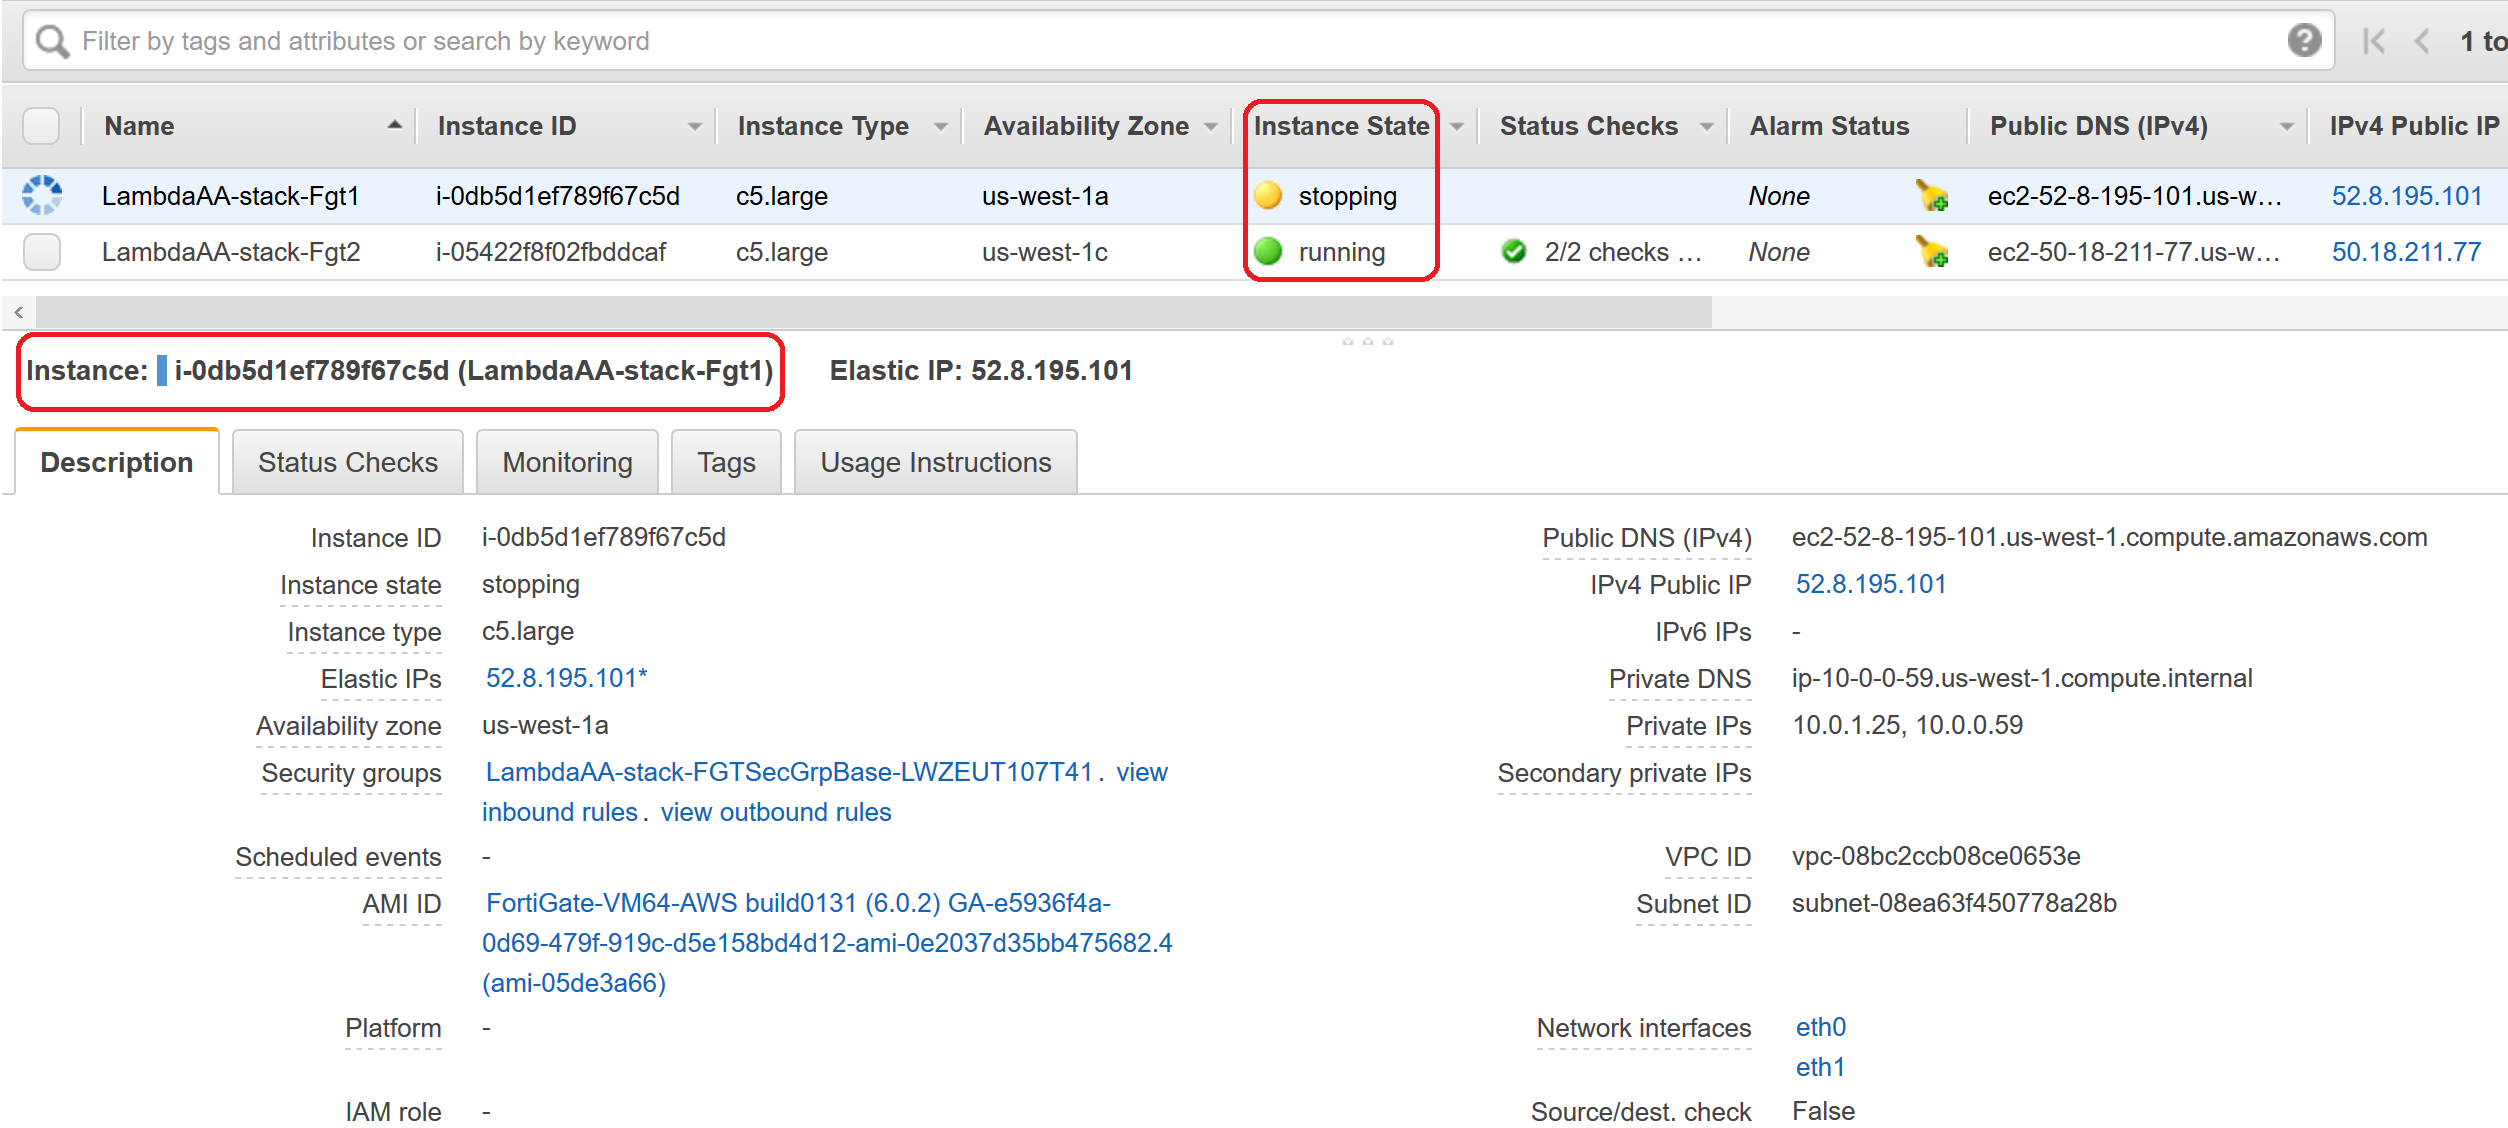 Filter by tags and attributes or search by keyword
1 to
Name Instance ID Instance Type Availability Zone Instance State Status Checks Alarm Status Public DNS (IPv4) IPv4 Public IP
LambdaAA-stack-Fgt1 i-0db5d1ef789f67c5d c5.large us-west-1a stopping None ec2-52-8-195-101.us-w… 52.8.195.101
LambdaAA-stack-Fgt2 i-05422f8f02fbddcaf c5.large us-west-1c running 2/2 checks … None ec2-50-18-211-77.us-w… 50.18.211.77
Instance: i-0db5d1ef789f67c5d (LambdaAA-stack-Fgt1) Elastic IP: 52.8.195.101
Description Status Checks Monitoring Tags Usage Instructions
Instance ID i-0db5d1ef789f67c5d Public DNS (IPv4) ec2-52-8-195-101.us-west-1.compute.amazonaws.com
Instance state stopping IPv4 Public IP 52.8.195.101
Instance type c5.large IPv6 IPs -
Elastic IPs 52.8.195.101* Private DNS ip-10-0-0-59.us-west-1.compute.internal
Availability zone us-west-1a Private IPs 10.0.1.25, 10.0.0.59
Security groups LambdaAA-stack-FGTSecGrpBase-LWZEUT107T41. view Secondary private IPs
inbound rules. view outbound rules
Scheduled events - VPC ID vpc-08bc2ccb08ce0653e
AMI ID FortiGate-VM64-AWS build0131 (6.0.2) GA-e5936f4a- Subnet ID subnet-08ea63f450778a28b
0d69-479f-919c-d5e158bd4d12-ami-0e2037d35bb475682.4
(ami-05de3a66)
Platform - Network interfaces eth0
eth1
IAM role - Source/dest. check False